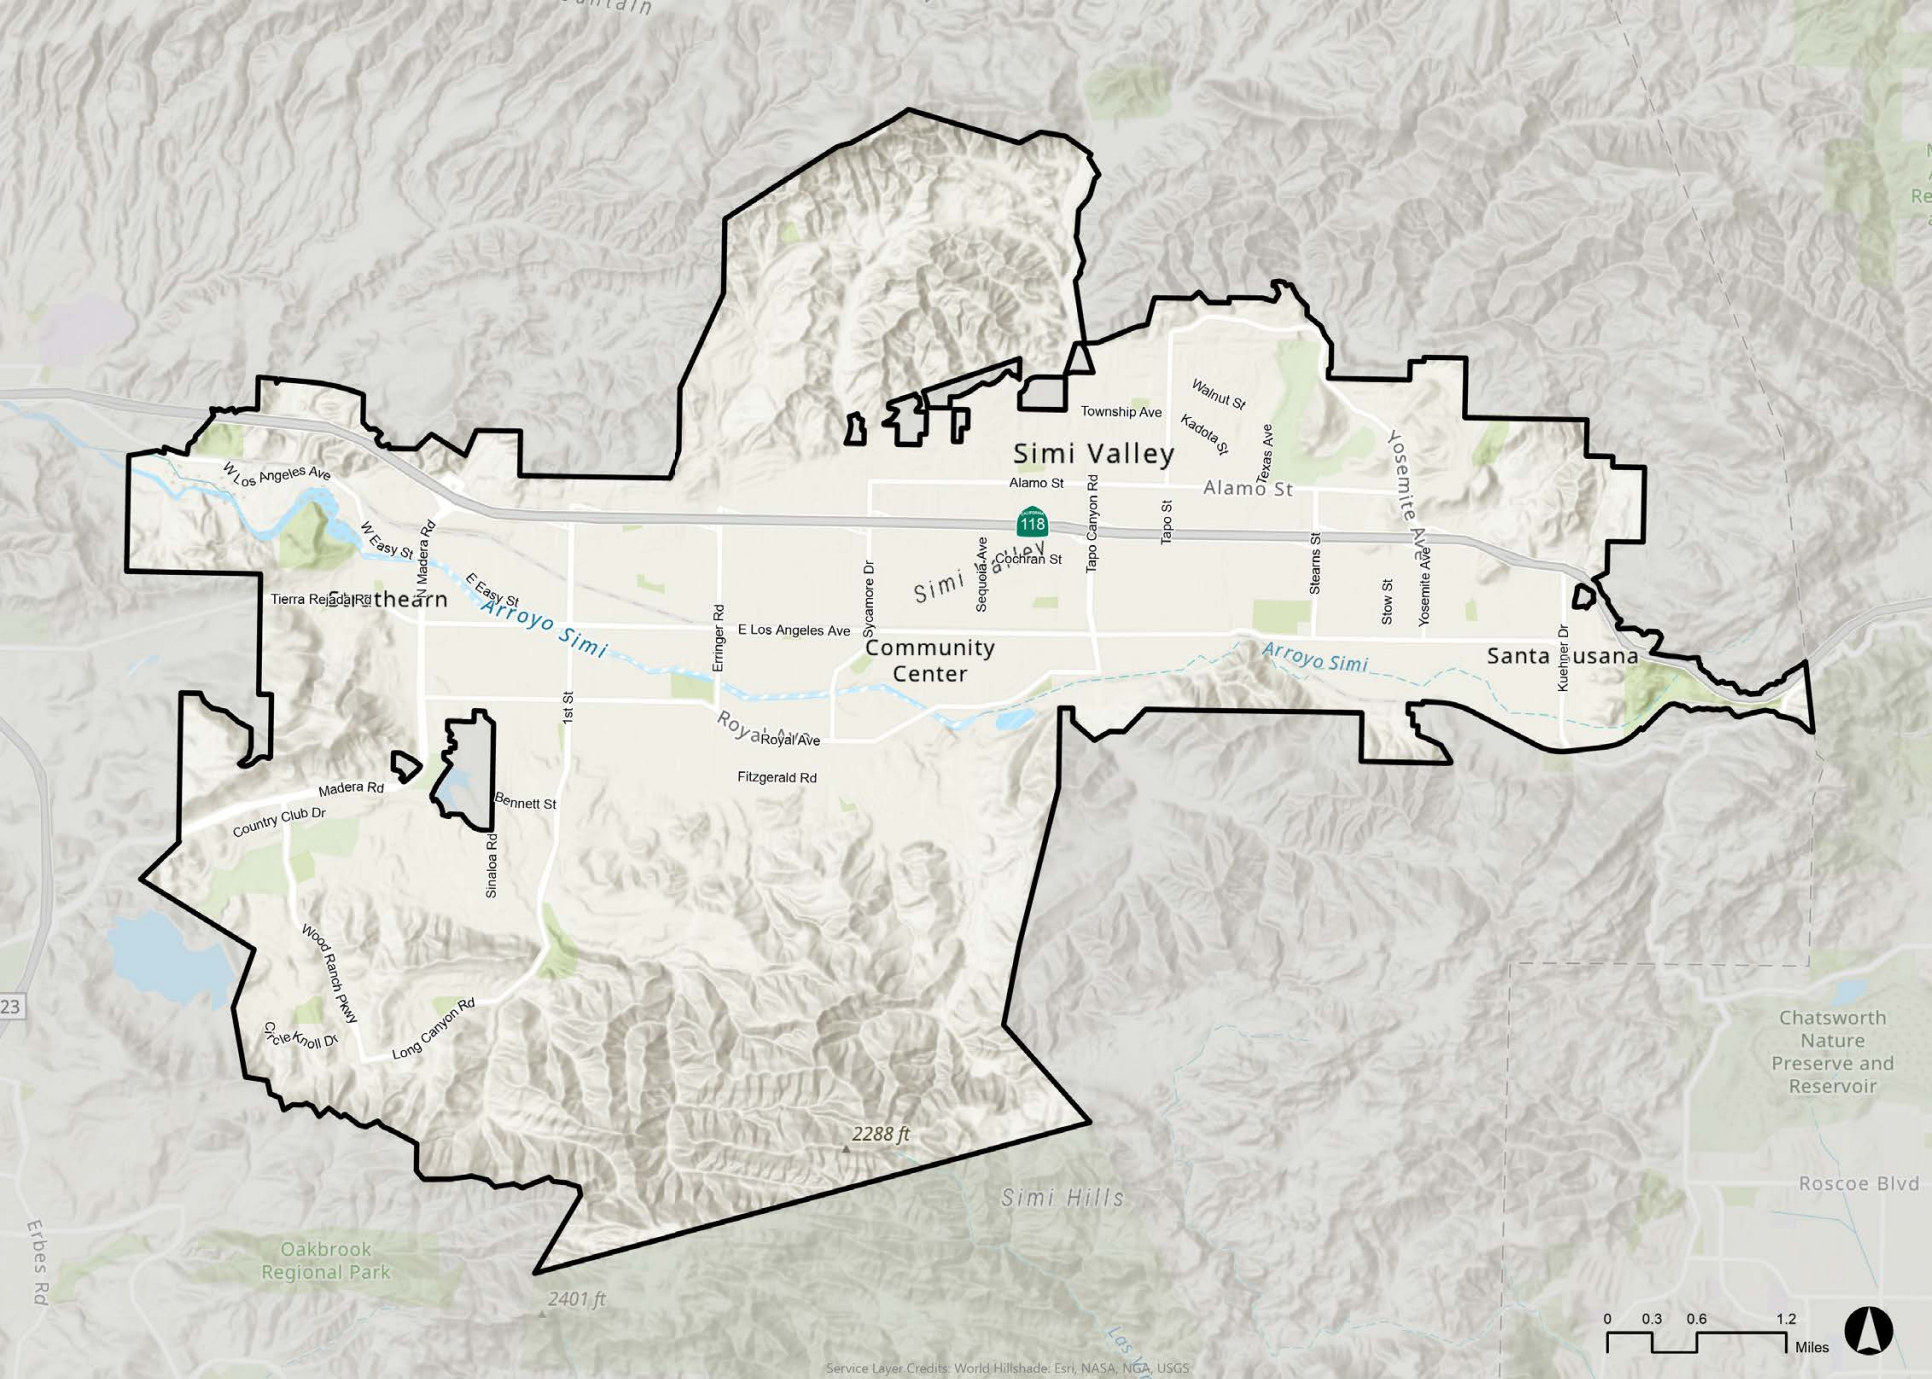 Walnut St
Township Ave
Kadota St
Texas Ave
Yosemite Ave
Simi Valley
W Los Angeles Ave
Alamo St
Alamo St
Tapo Canyon Rd
Tapo St
CALIFORNIA
118
W Easy St
N Madera Rd
Simi Valley
Cochran St
Sequoia Ave
Stearns St
Stow St
Yosemite Ave
E Easy St
Tierra Rejada Rd
Arroyo Simi
Erringer Rd
Sycamore Dr
E Los Angeles Ave
Community
Center
Arroyo Simi
Santa Susana
Kuehner Dr
1st St
Royal Ave
Royal Ave
Fitzgerald Rd
Madera Rd
Country Club Dr
Bennett St
Sinaloa Rd
Wood Ranch Pkwy
Long Canyon Rd
Circle Knoll Dr
23
Chatsworth
Nature
Preserve and
Reservoir
2288 ft
Simi Hills
Roscoe Blvd
Erbes Rd
Oakbrook
Regional Park
2401 ft
0 0.3 0.6 1.2
Miles
Service Layer Credits: World Hillshade: Esri, NASA, NGA, USGS